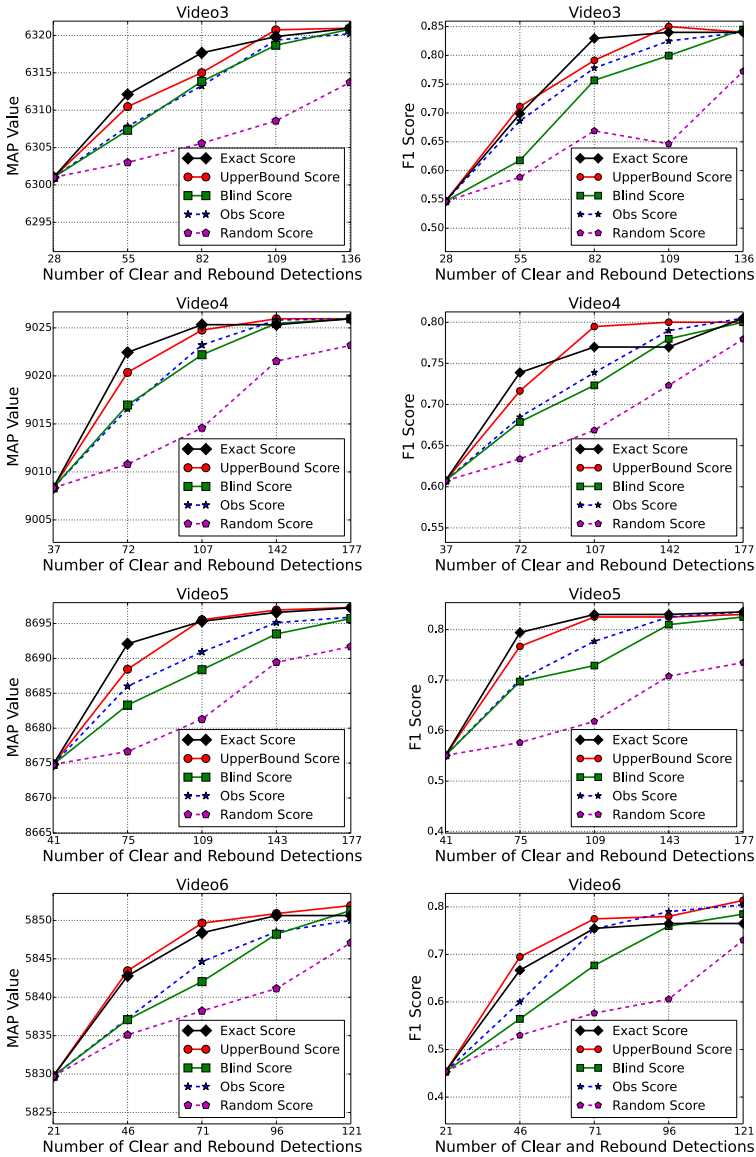 Video3
MAP Value
6320
6315
6310
6305
6300
6295
Exact Score
UpperBound Score
Blind Score
Obs Score
Random Score
28 55 82 109 136
Number of Clear and Rebound Detections
Video3
F1 Score
0.85
0.80
0.75
0.70
0.65
0.60
0.55
0.50
Exact Score
UpperBound Score
Blind Score
Obs Score
Random Score
28 55 82 109 136
Number of Clear and Rebound Detections
Video4
MAP Value
9025
9020
9015
9010
9005
Exact Score
UpperBound Score
Blind Score
Obs Score
Random Score
37 72 107 142 177
Number of Clear and Rebound Detections
Video4
F1 Score
0.80
0.75
0.70
0.65
0.60
0.55
Exact Score
UpperBound Score
Blind Score
Obs Score
Random Score
37 72 107 142 177
Number of Clear and Rebound Detections
Video5
MAP Value
8695
8690
8685
8680
8675
8670
8665
Exact Score
UpperBound Score
Blind Score
Obs Score
Random Score
41 75 109 143 177
Number of Clear and Rebound Detections
Video5
F1 Score
0.8
0.7
0.6
0.5
0.4
Exact Score
UpperBound Score
Blind Score
Obs Score
Random Score
41 75 109 143 177
Number of Clear and Rebound Detections
Video6
MAP Value
5850
5845
5840
5835
5830
5825
Exact Score
UpperBound Score
Blind Score
Obs Score
Random Score
21 46 71 96 121
Number of Clear and Rebound Detections
Video6
F1 Score
0.8
0.7
0.6
0.5
0.4
Exact Score
UpperBound Score
Blind Score
Obs Score
Random Score
21 46 71 96 121
Number of Clear and Rebound Detections